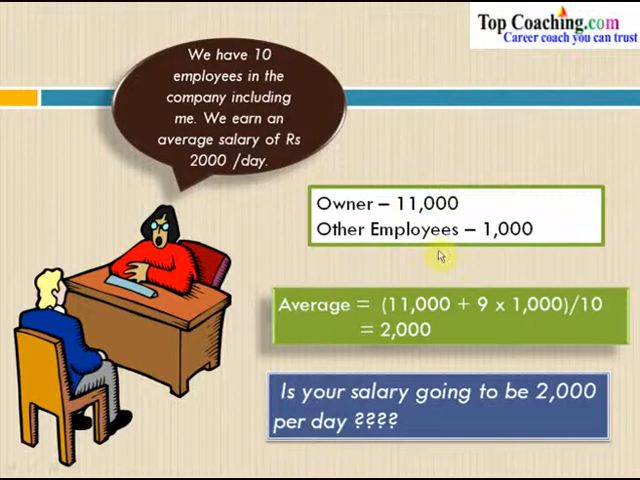 Top Coaching.com
Career coach you can trust
We have 10
employees in the
company including
me. We earn an
average salary of Rs
2000 /day.
Owner – 11,000
Other Employees – 1,000
Average = (11,000 + 9 x 1,000)/10
= 2,000
Is your salary going to be 2,000
per day ????